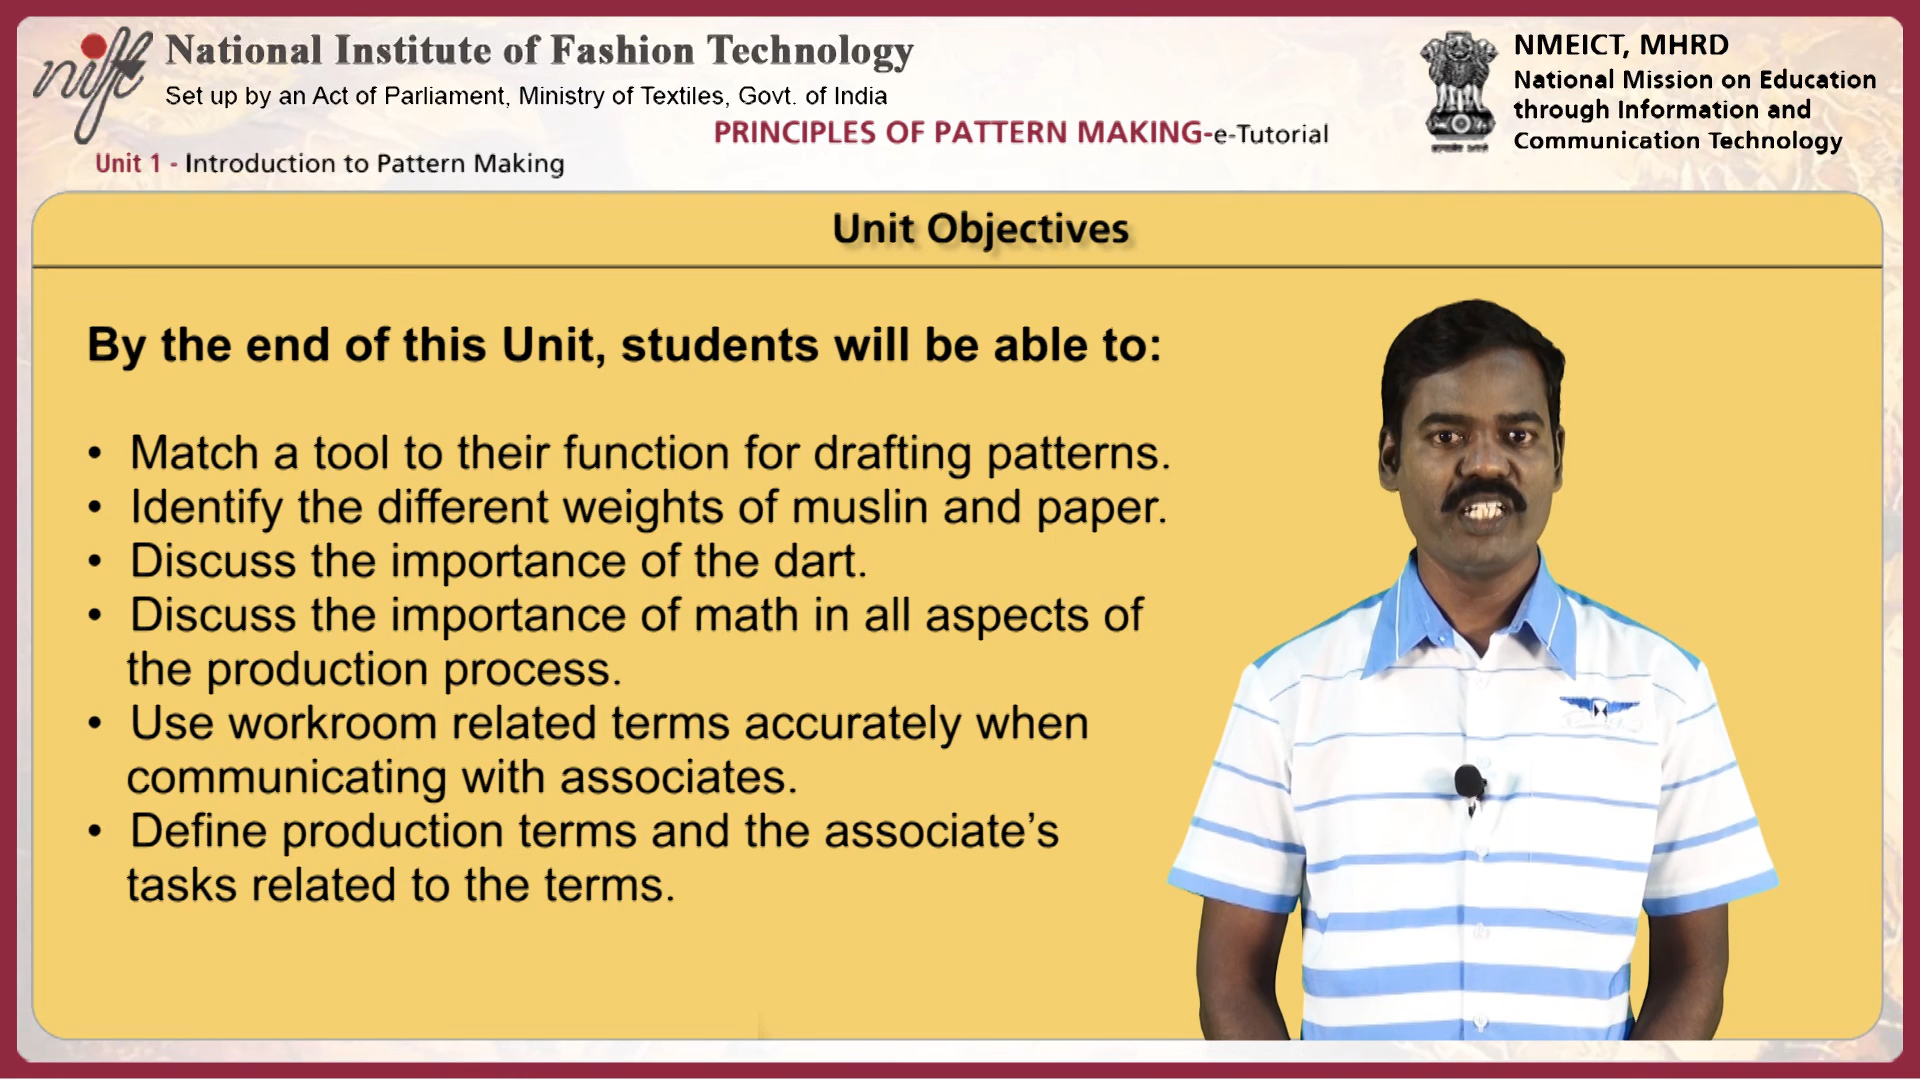 nift
National Institute of Fashion Technology
Set up by an Act of Parliament, Ministry of Textiles, Govt. of India
PRINCIPLES OF PATTERN MAKING-e-Tutorial
Unit 1 - Introduction to Pattern Making
NMEICT, MHRD
National Mission on Education
through Information and
Communication Technology
Unit Objectives
By the end of this Unit, students will be able to:
• Match a tool to their function for drafting patterns.
• Identify the different weights of muslin and paper.
• Discuss the importance of the dart.
• Discuss the importance of math in all aspects of
the production process.
• Use workroom related terms accurately when
communicating with associates.
• Define production terms and the associate’s
tasks related to the terms.